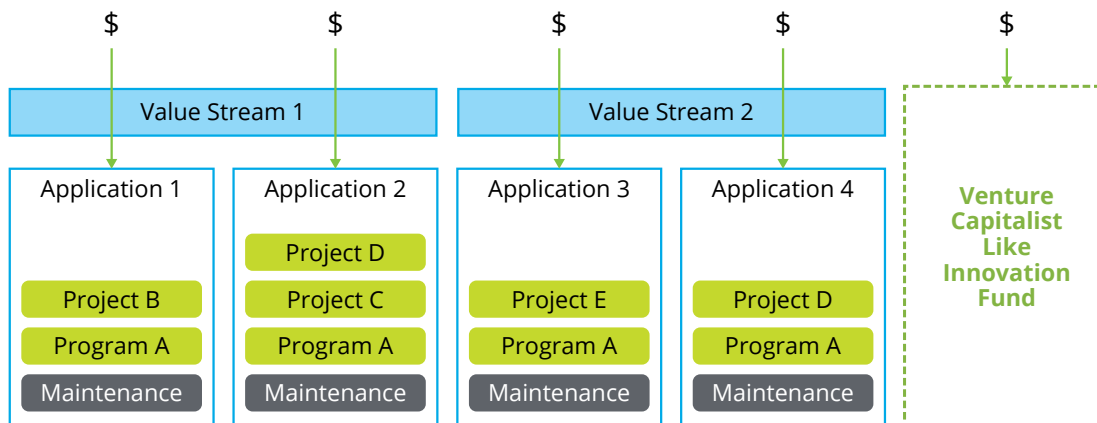 $
$
$
$
$
Value Stream 1
Value Stream 2
Application 1
Project B
Program A
Maintenance
Application 2
Project D
Project C
Program A
Maintenance
Application 3
Project E
Program A
Maintenance
Application 4
Project D
Program A
Maintenance
Venture
Capitalist
Like
Innovation
Fund